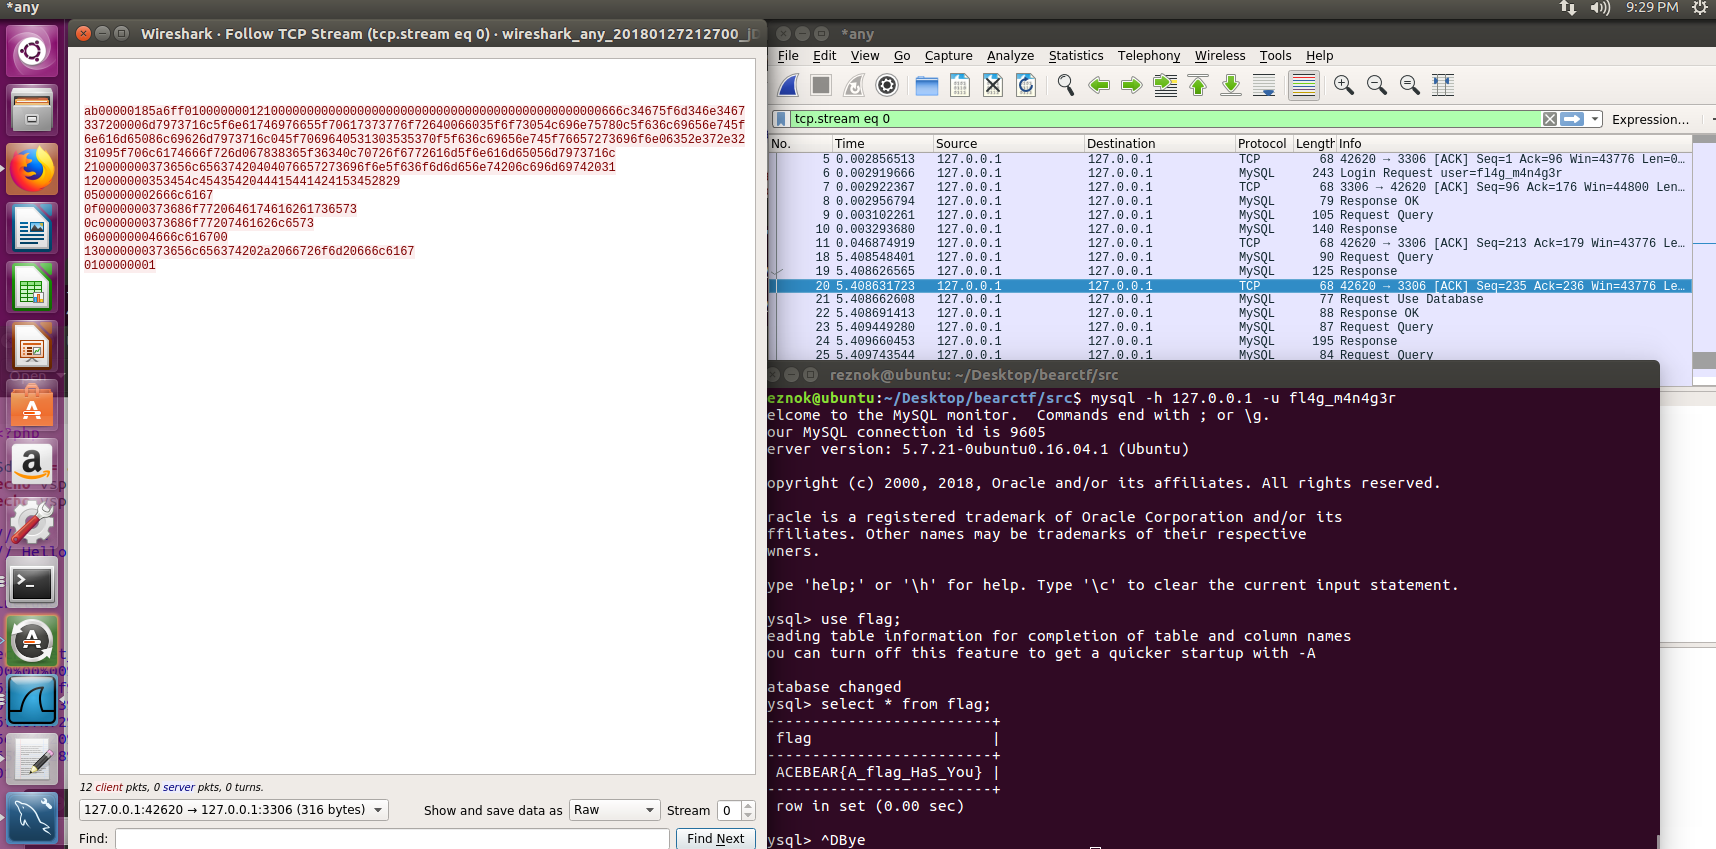 *any
9:29 PM
Wireshark · Follow TCP Stream (tcp.stream eq 0) · wireshark_any_20180127212700_jD
*any
File Edit View Go Capture Analyze Statistics Telephony Wireless Tools Help
tcp.stream eq 0
Expression…
No. Time Source Destination Protocol Length Info
5 0.002856513 127.0.0.1 127.0.0.1 TCP 68 42620 → 3306 [ACK] Seq=1 Ack=96 Win=43776 Len=0…
6 0.002919666 127.0.0.1 127.0.0.1 MySQL 243 Login Request user=fl4g_m4n4g3r
7 0.002922367 127.0.0.1 127.0.0.1 TCP 68 3306 → 42620 [ACK] Seq=96 Ack=176 Win=44800 Len…
8 0.002956794 127.0.0.1 127.0.0.1 MySQL 79 Response OK
9 0.003102261 127.0.0.1 127.0.0.1 MySQL 105 Request Query
10 0.003293680 127.0.0.1 127.0.0.1 MySQL 140 Response
11 0.046874919 127.0.0.1 127.0.0.1 TCP 68 42620 → 3306 [ACK] Seq=213 Ack=179 Win=43776 Le…
18 5.408548401 127.0.0.1 127.0.0.1 MySQL 90 Request Query
19 5.408626565 127.0.0.1 127.0.0.1 MySQL 125 Response
20 5.408631723 127.0.0.1 127.0.0.1 TCP 68 42620 → 3306 [ACK] Seq=235 Ack=236 Win=43776 Le…
21 5.408662608 127.0.0.1 127.0.0.1 MySQL 77 Request Use Database
22 5.408691413 127.0.0.1 127.0.0.1 MySQL 88 Response OK
23 5.409449280 127.0.0.1 127.0.0.1 MySQL 87 Request Query
24 5.409660453 127.0.0.1 127.0.0.1 MySQL 195 Response
25 5.409743544 127.0.0.1 127.0.0.1 MySQL 84 Request Query
337200006d7973716c5f6e61746976655f70617373776f72640066035f6f73054c696e75780c5f636c69656e745f
6e616d65086c69626d7973716c045f70696405313035353​70f5f636c69656e745f76657273696f6e06352e372e32
31095f706c6174666f726d067838365f36340c70726f6772616d5f6e616d65056d7973716c
210000000373656c65637420404076657273696f6e5f636f6d6d656e74206c696d69742031
120000000353454c454354204441544142415345​2829
0500000002666c6167
0f0000000373686f7720646174616261736573
0c0000000373686f77207461626c6573
0600000004666c616700
130000000373656c656374202a2066726f6d20666c6167
0100000001
12 client pkts, 0 server pkts, 0 turns.
127.0.0.1:42620 → 127.0.0.1:3306 (316 bytes)
Show and save data as Raw Stream 0
Find:
Find Next
reznok@ubuntu: ~/Desktop/bearctf/src
eznok@ubuntu:~/Desktop/bearctf/src$ mysql -h 127.0.0.1 -u fl4g_m4n4g3r
elcome to the MySQL monitor.  Commands end with ; or \g.
our MySQL connection id is 9605
erver version: 5.7.21-0ubuntu0.16.04.1 (Ubuntu)
opyright (c) 2000, 2018, Oracle and/or its affiliates. All rights reserved.
racle is a registered trademark of Oracle Corporation and/or its
ffiliates. Other names may be trademarks of their respective
wners.
ype 'help;' or '\h' for help. Type '\c' to clear the current input statement.
ysql> use flag;
eading table information for completion of table and column names
ou can turn off this feature to get a quicker startup with -A
atabase changed
ysql> select * from flag;
-------------------------+
flag |
-------------------------+
ACEBEAR{A_flag_HaS_You} |
-------------------------+
row in set (0.00 sec)
ysql> ^DBye